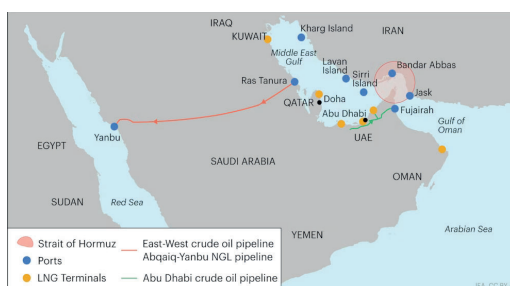 IRAQ
IRAN
KUWAIT
Kharg Island
Middle East
Gulf
Lavan
Island
Bandar Abbas
Sirri
Island
Ras Tanura
Jask
QATAR
Doha
Abu Dhabi
Fujairah
Gulf of
Oman
UAE
Yanbu
EGYPT
SAUDI ARABIA
OMAN
SUDAN
Red Sea
Arabian Sea
YEMEN
Strait of Hormuz
Ports
LNG Terminals
East-West crude oil pipeline
Abqaiq-Yanbu NGL pipeline
Abu Dhabi crude oil pipeline